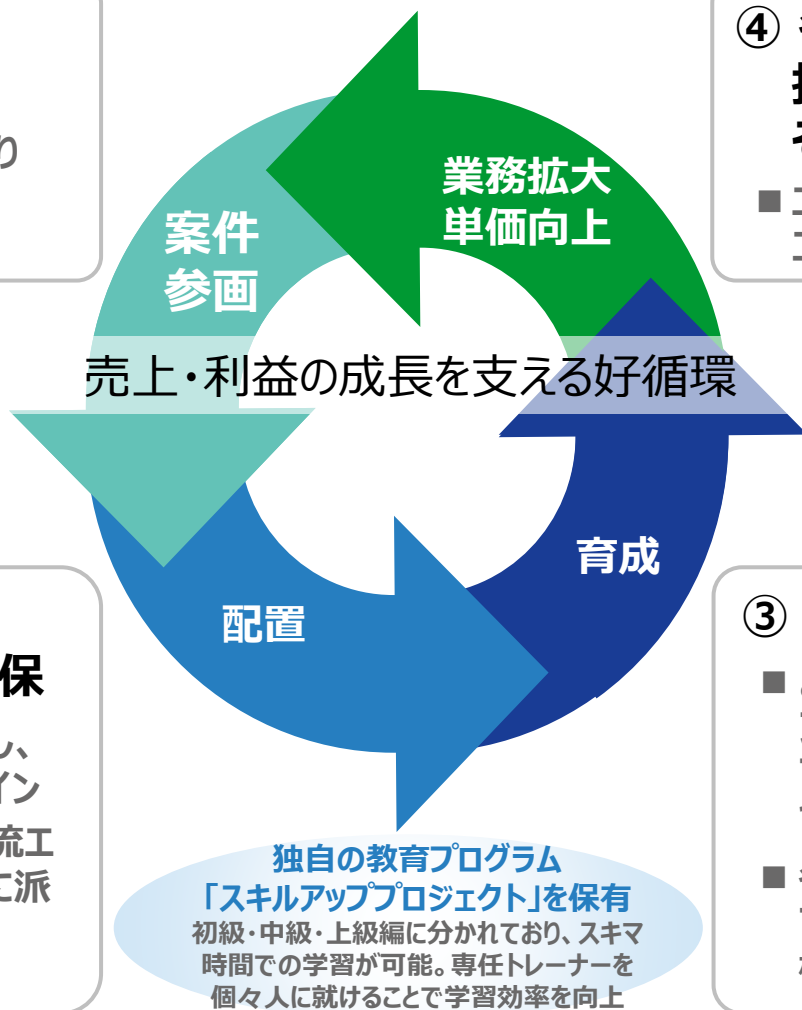 ④
り
業務拡大
単価向上
案件
参画
売上・利益の成長を支える好循環
育成
配置
保
し、
イン
流工
に派
③
独自の教育プログラム
「スキルアッププロジェクト」を保有
初級・中級・上級編に分かれており、スキマ
時間での学習が可能。専任トレーナーを
個々人に就けることで学習効率を向上